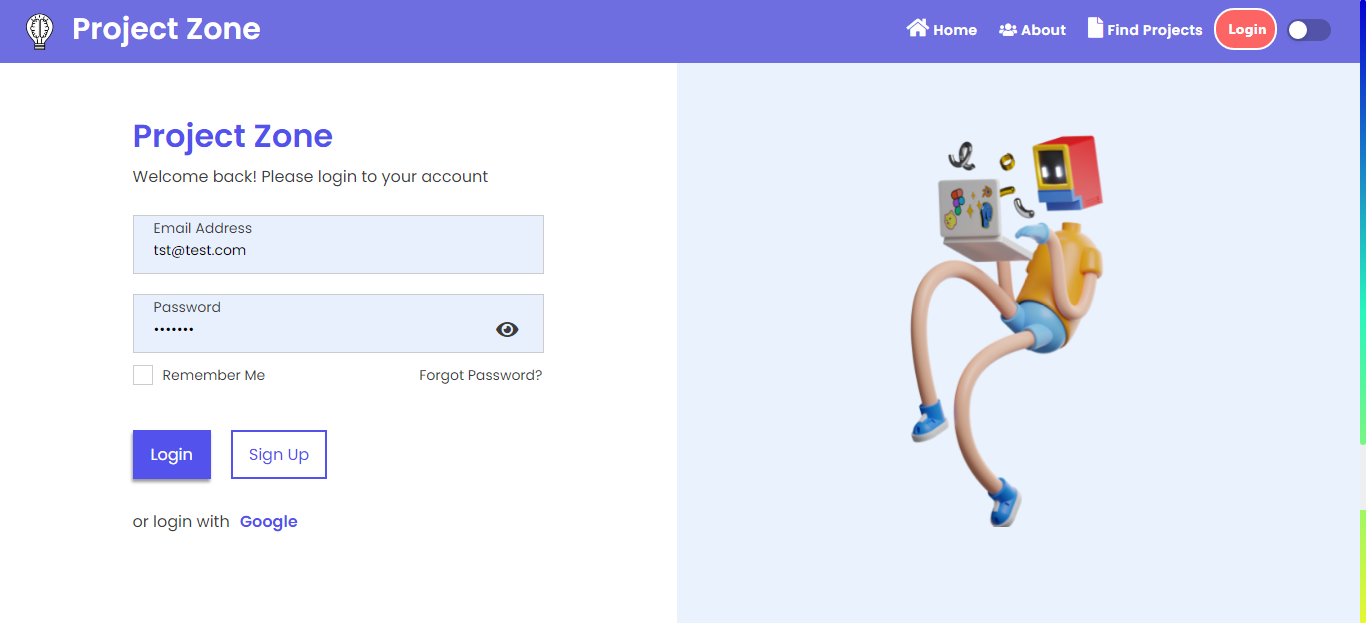 Project Zone
Home About Find Projects Login
Project Zone
Welcome back! Please login to your account
Email Address
tst@test.com
Password
•••••••
Remember Me Forgot Password?
Login Sign Up
or login with Google